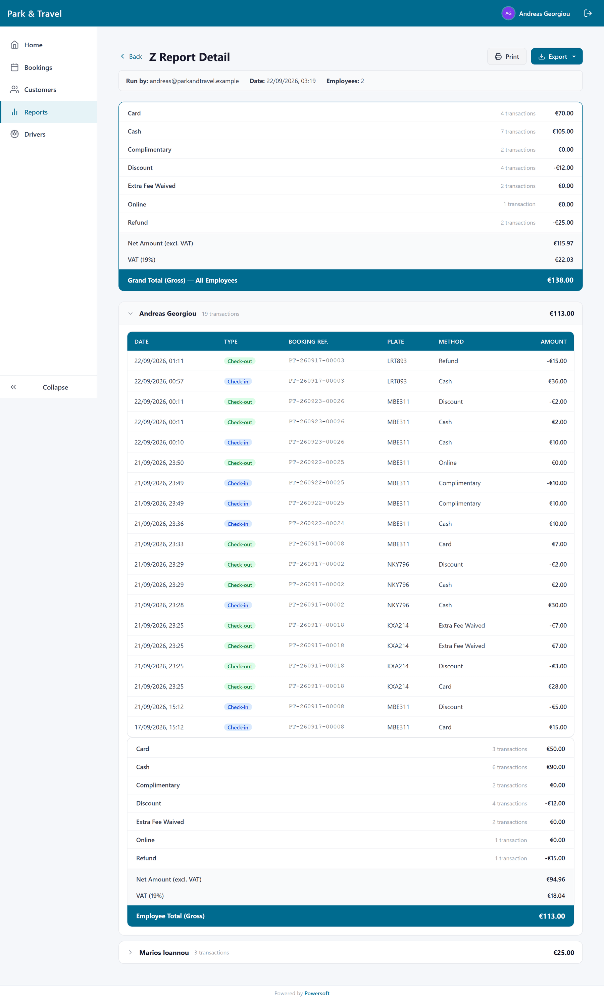 Park & Travel
AG Andreas Georgiou
Home
Bookings
Customers
Reports
Drivers
Collapse
Back Z Report Detail Print Export
Run by: andreas@parkandtravel.example Date: 22/09/2026, 03:19 Employees: 2
Card 4 transactions €70.00
Cash 7 transactions €105.00
Complimentary 2 transactions €0.00
Discount 4 transactions -€12.00
Extra Fee Waived 2 transactions €0.00
Online 1 transaction €0.00
Refund 2 transactions -€25.00
Net Amount (excl. VAT) €115.97
VAT (19%) €22.03
Grand Total (Gross) — All Employees €138.00
Andreas Georgiou 19 transactions €113.00
DATE TYPE BOOKING REF. PLATE METHOD AMOUNT
22/09/2026, 01:11 Check-out PT-260917-00003 LRT893 Refund -€15.00
22/09/2026, 00:57 Check-in PT-260917-00003 LRT893 Cash €36.00
22/09/2026, 00:11 Check-out PT-260923-00026 MBE311 Discount -€2.00
22/09/2026, 00:11 Check-out PT-260923-00026 MBE311 Cash €2.00
22/09/2026, 00:10 Check-in PT-260923-00026 MBE311 Cash €10.00
21/09/2026, 23:50 Check-out PT-260922-00025 MBE311 Online €0.00
21/09/2026, 23:49 Check-in PT-260922-00025 MBE311 Complimentary -€10.00
21/09/2026, 23:49 Check-in PT-260922-00025 MBE311 Complimentary €10.00
21/09/2026, 23:36 Check-in PT-260922-00024 MBE311 Cash €10.00
21/09/2026, 23:33 Check-out PT-260917-00008 MBE311 Card €7.00
21/09/2026, 23:29 Check-out PT-260917-00002 NKY796 Discount -€2.00
21/09/2026, 23:29 Check-out PT-260917-00002 NKY796 Cash €2.00
21/09/2026, 23:28 Check-in PT-260917-00002 NKY796 Cash €30.00
21/09/2026, 23:25 Check-out PT-260917-00018 KXA214 Extra Fee Waived -€7.00
21/09/2026, 23:25 Check-out PT-260917-00018 KXA214 Extra Fee Waived €7.00
21/09/2026, 23:25 Check-out PT-260917-00018 KXA214 Discount -€3.00
21/09/2026, 23:25 Check-out PT-260917-00018 KXA214 Card €28.00
21/09/2026, 15:12 Check-in PT-260917-00008 MBE311 Discount -€5.00
17/09/2026, 15:12 Check-in PT-260917-00008 MBE311 Card €15.00
Card 3 transactions €50.00
Cash 6 transactions €90.00
Complimentary 2 transactions €0.00
Discount 4 transactions -€12.00
Extra Fee Waived 2 transactions €0.00
Online 1 transaction €0.00
Refund 1 transaction -€15.00
Net Amount (excl. VAT) €94.96
VAT (19%) €18.04
Employee Total (Gross) €113.00
Marios Ioannou 3 transactions €25.00
Powered by Powersoft